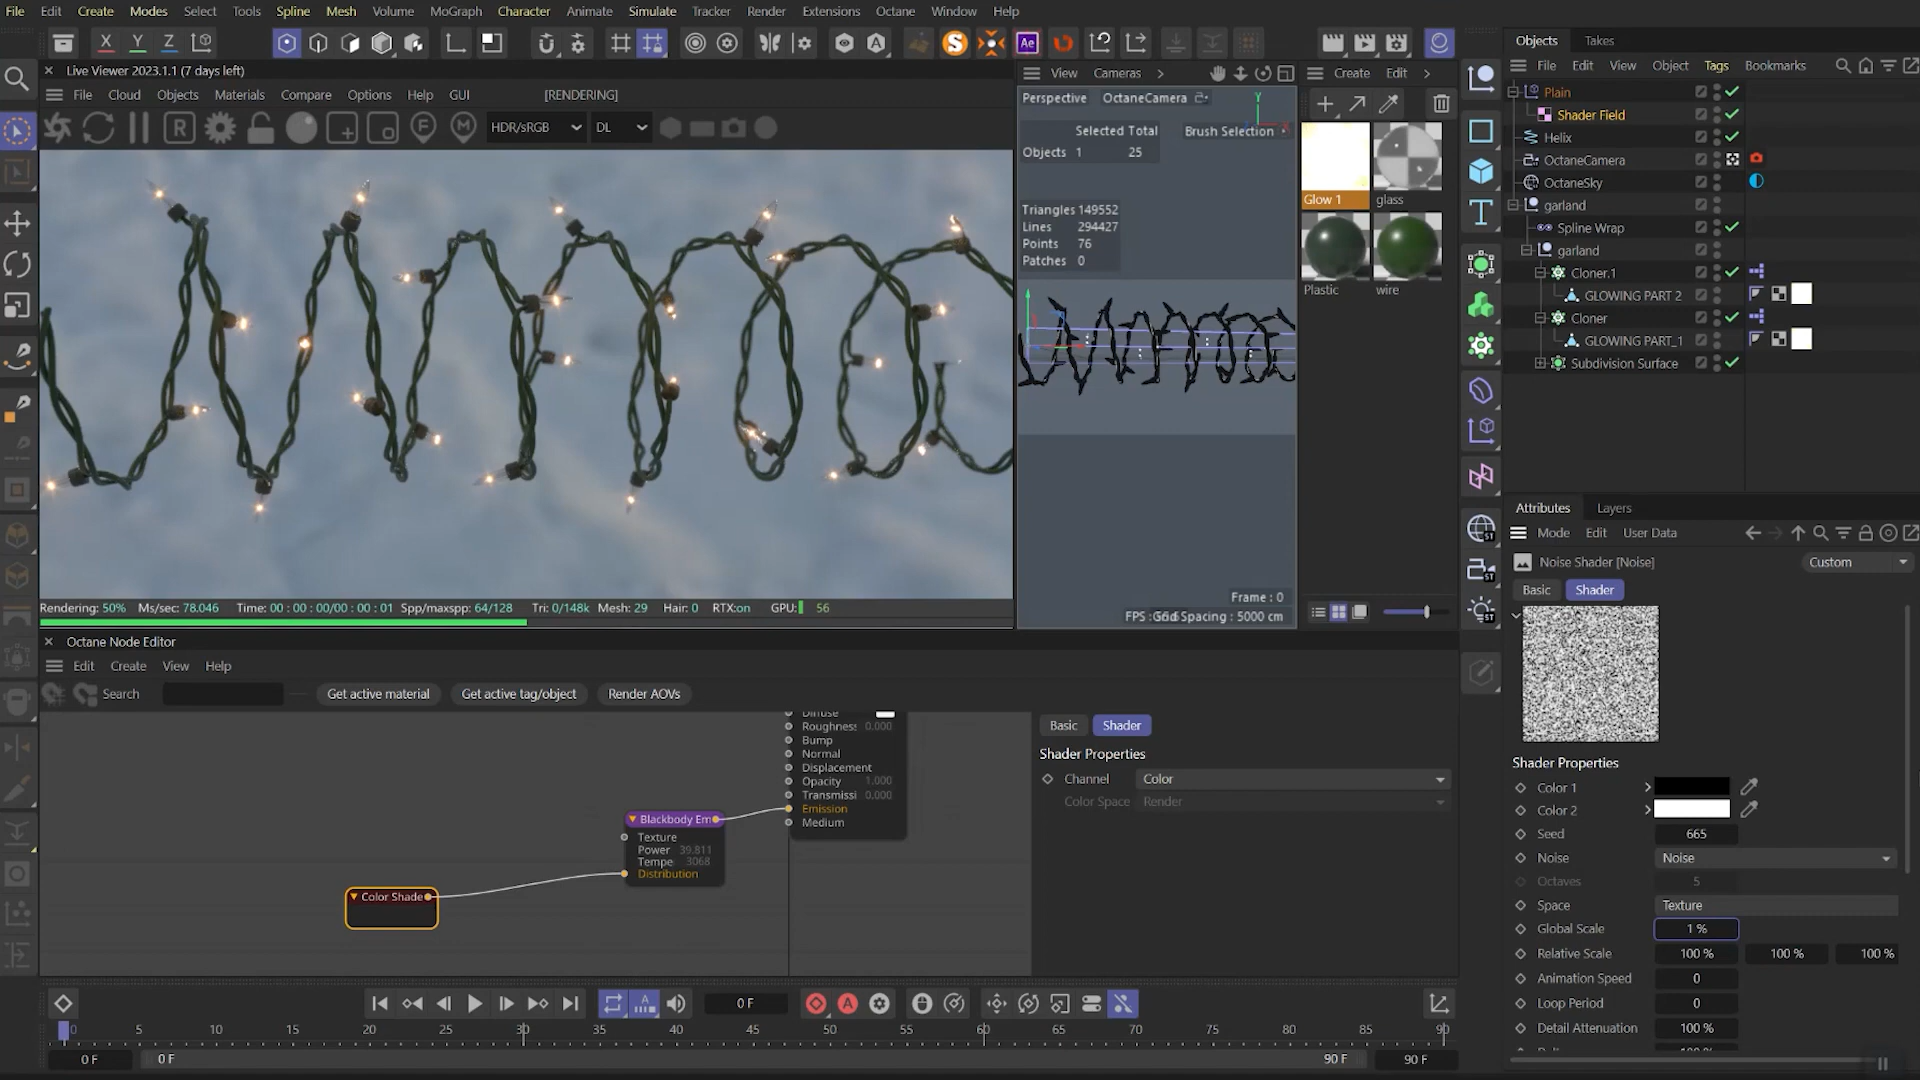 File Edit Create Modes Select Tools Spline Mesh Volume MoGraph Character Animate Simulate Tracker Render Extensions Octane Window Help
X Y Z
Ae
Live Viewer 2023.1.1 (7 days left)
File Cloud Objects Materials Compare Options Help GUI [RENDERING]
HDR/sRGB DL
Rendering: 50% Ms/sec: 78.046 Time: 00 : 00 : 00/00 : 00 : 01 Spp/maxspp: 64/128 Tri: 0/148k Mesh: 29 Hair: 0 RTX:on GPU: 56
View Cameras
Perspective OctaneCamera
Selected Total
Brush Selection
Objects 1 25
Triangles 149552
Lines 294427
Points 76
Patches 0
Frame : 0
Grid Spacing : 5000 cm
Create Edit
Glow 1
glass
Plastic
wire
Objects Takes
File Edit View Object Tags Bookmarks
Plain
Shader Field
Helix
OctaneCamera
OctaneSky
garland
Spline Wrap
garland
Cloner.1
GLOWING PART 2
Cloner
GLOWING PART_1
Subdivision Surface
Attributes Layers
Mode Edit User Data
Noise Shader [Noise]
Custom
Basic Shader
Shader Properties
Color 1
Color 2
Seed 665
Noise Noise
Octaves 5
Space Texture
Global Scale 1 %
Relative Scale 100 % 100 % 100 %
Animation Speed 0
Loop Period 0
Detail Attenuation 100 %
Octane Node Editor
Edit Create View Help
Search
Get active material Get active tag/object Render AOVs
Diffuse
Roughness 0.000
Bump
Normal
Displacement
Opacity 1.000
Transmissi 0.000
Emission
Medium
Blackbody Em
Texture
Power 39.811
Tempe 3068
Distribution
Color Shade
Basic Shader
Shader Properties
Channel Color
Color Space Render
0 F
0 5 10 15 20 25 30 35 40 45 50 55 60 65 70 75 80 85 90
0 F 0 F 90 F 90 F